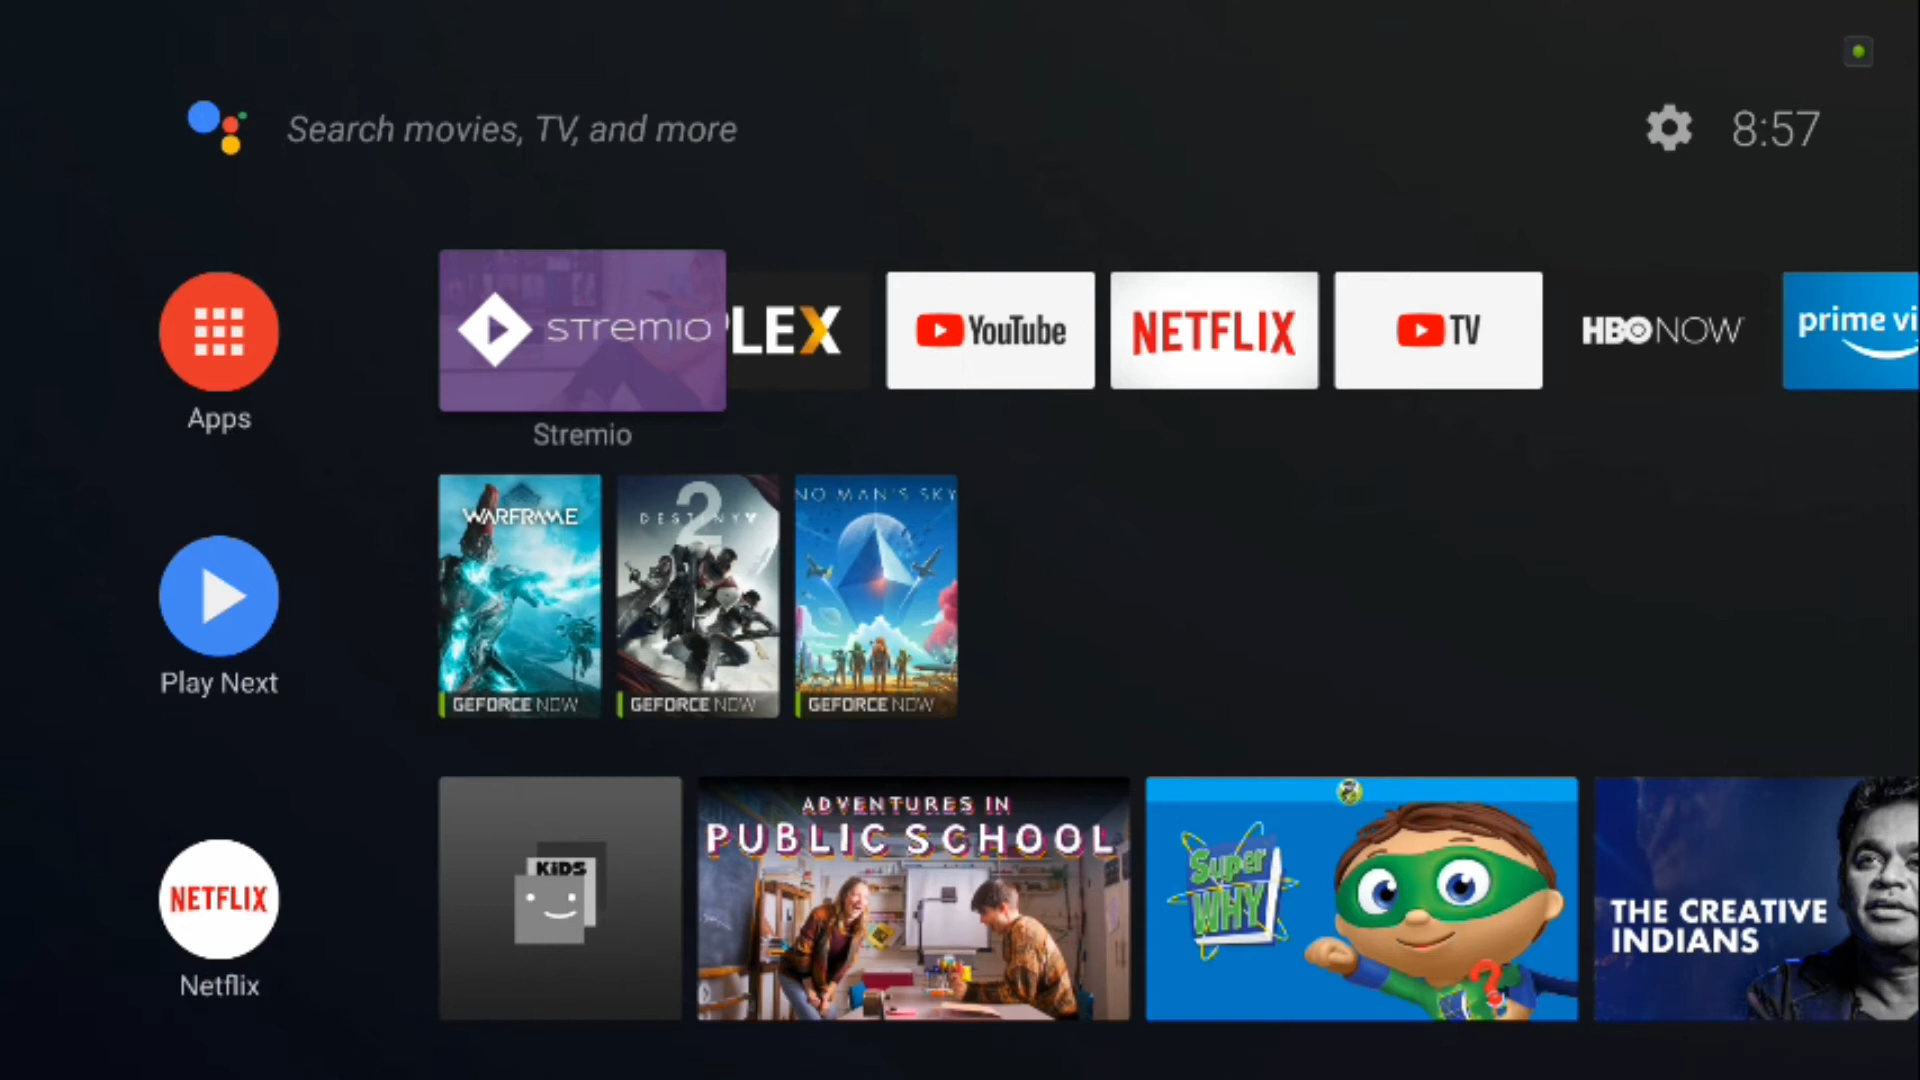 Search movies, TV, and more
8:57
Apps
STREMIO
Stremio
LEX
YouTube
NETFLIX
TV
HBO NOW
prime vi
Play Next
WARFRAME
GEFORCE NOW
DESTINY 2
GEFORCE NOW
NO MAN'S SKY
GEFORCE NOW
NETFLIX
Netflix
KiDS
ADVENTURES IN
PUBLIC SCHOOL
Super
WHY
?
THE CREATIVE
INDIANS